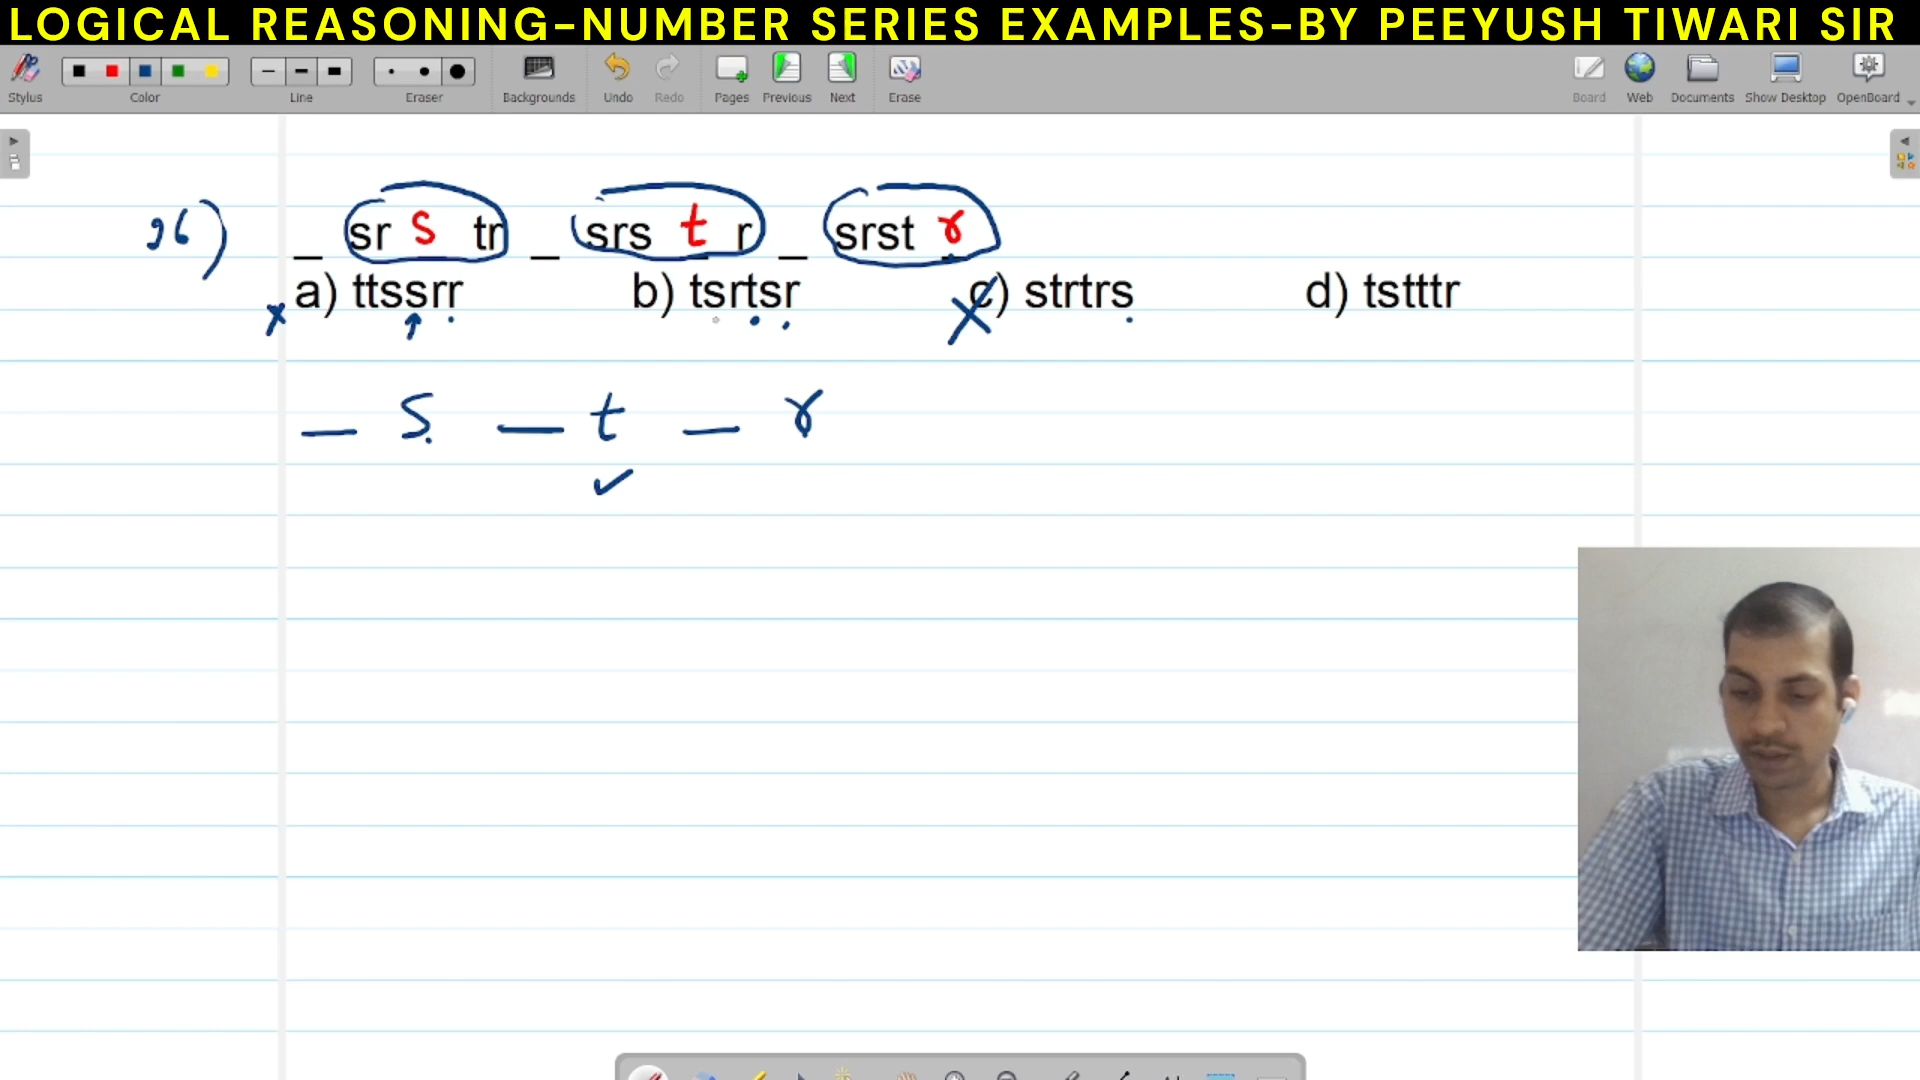 LOGICAL REASONING-NUMBER SERIES EXAMPLES-BY PEEYUSH TIWARI SIR
Stylus Color Line Eraser Backgrounds Undo Redo Pages Previous Next Erase Board Web Documents Show Desktop OpenBoard
26) _ sr s tr _ srs t r _ srst r
a) ttssrr b) tsrtsr c) strtrs d) tstttr
_ s _ t _ r